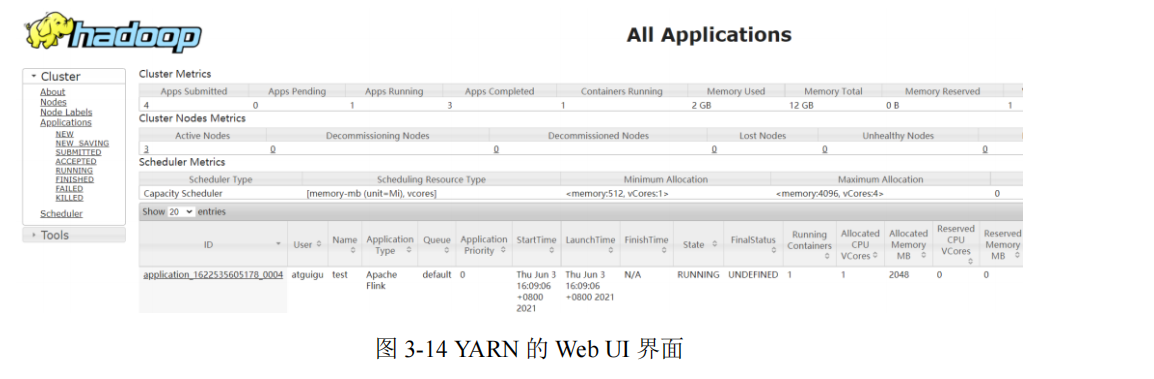 hadoop
All Applications
Cluster
About
Nodes
Node Labels
Applications
NEW
NEW_SAVING
SUBMITTED
ACCEPTED
RUNNING
FINISHED
FAILED
KILLED
Scheduler
Tools
Cluster Metrics
Apps Submitted Apps Pending Apps Running Apps Completed Containers Running Memory Used Memory Total Memory Reserved
4 0 1 3 1 2 GB 12 GB 0 B 1
Cluster Nodes Metrics
Active Nodes Decommissioning Nodes Decommissioned Nodes Lost Nodes Unhealthy Nodes
3 0 0 0 0 0
Scheduler Metrics
Scheduler Type Scheduling Resource Type Minimum Allocation Maximum Allocation
Capacity Scheduler [memory-mb (unit=Mi), vcores] <memory:512, vCores:1> <memory:4096, vCores:4> 0
Show 20 entries
ID User Name Application Type Queue Application Priority StartTime LaunchTime FinishTime State FinalStatus Running Containers Allocated CPU VCores Allocated Memory MB Reserved CPU VCores Reserved Memory MB
application_1622535605178_0004 atguigu test Apache Flink default 0 Thu Jun 3 16:09:06 +0800 2021 Thu Jun 3 16:09:06 +0800 2021 N/A RUNNING UNDEFINED 1 1 2048 0 0
图 3-14 YARN 的 Web UI 界面